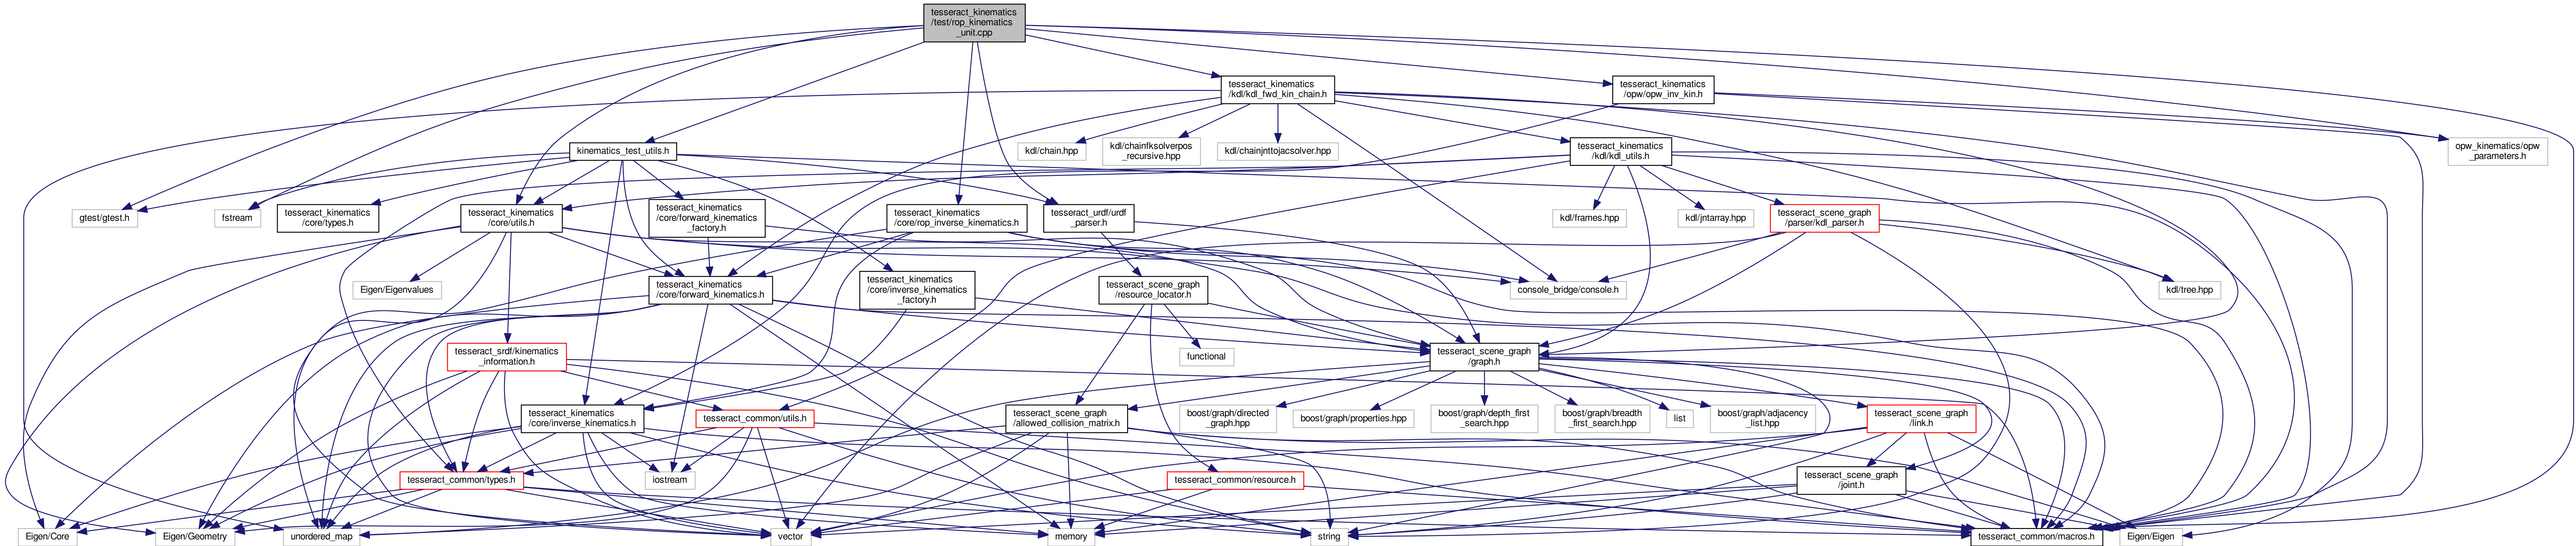 tesseract_kinematics
/test/rop_kinematics
_unit.cpp
tesseract_kinematics
/kdl/kdl_fwd_kin_chain.h
tesseract_kinematics
/opw/opw_inv_kin.h
kinematics_test_utils.h
kdl/chain.hpp
kdl/chainfksolverpos
_recursive.hpp
kdl/chainjnttojacsolver.hpp
tesseract_kinematics
/kdl/kdl_utils.h
opw_kinematics/opw
_parameters.h
gtest/gtest.h
fstream
tesseract_kinematics
/core/types.h
tesseract_kinematics
/core/utils.h
tesseract_kinematics
/core/forward_kinematics
_factory.h
tesseract_kinematics
/core/rop_inverse_kinematics.h
tesseract_urdf/urdf
_parser.h
kdl/frames.hpp
kdl/jntarray.hpp
tesseract_scene_graph
/parser/kdl_parser.h
Eigen/Eigenvalues
tesseract_kinematics
/core/forward_kinematics.h
tesseract_kinematics
/core/inverse_kinematics
_factory.h
tesseract_scene_graph
/resource_locator.h
console_bridge/console.h
kdl/tree.hpp
tesseract_srdf/kinematics
_information.h
functional
tesseract_scene_graph
/graph.h
tesseract_kinematics
/core/inverse_kinematics.h
tesseract_common/utils.h
tesseract_scene_graph
/allowed_collision_matrix.h
boost/graph/directed
_graph.hpp
boost/graph/properties.hpp
boost/graph/depth_first
_search.hpp
boost/graph/breadth
_first_search.hpp
list
boost/graph/adjacency
_list.hpp
tesseract_scene_graph
/link.h
tesseract_common/types.h
iostream
tesseract_common/resource.h
tesseract_scene_graph
/joint.h
Eigen/Core
Eigen/Geometry
unordered_map
vector
memory
string
tesseract_common/macros.h
Eigen/Eigen